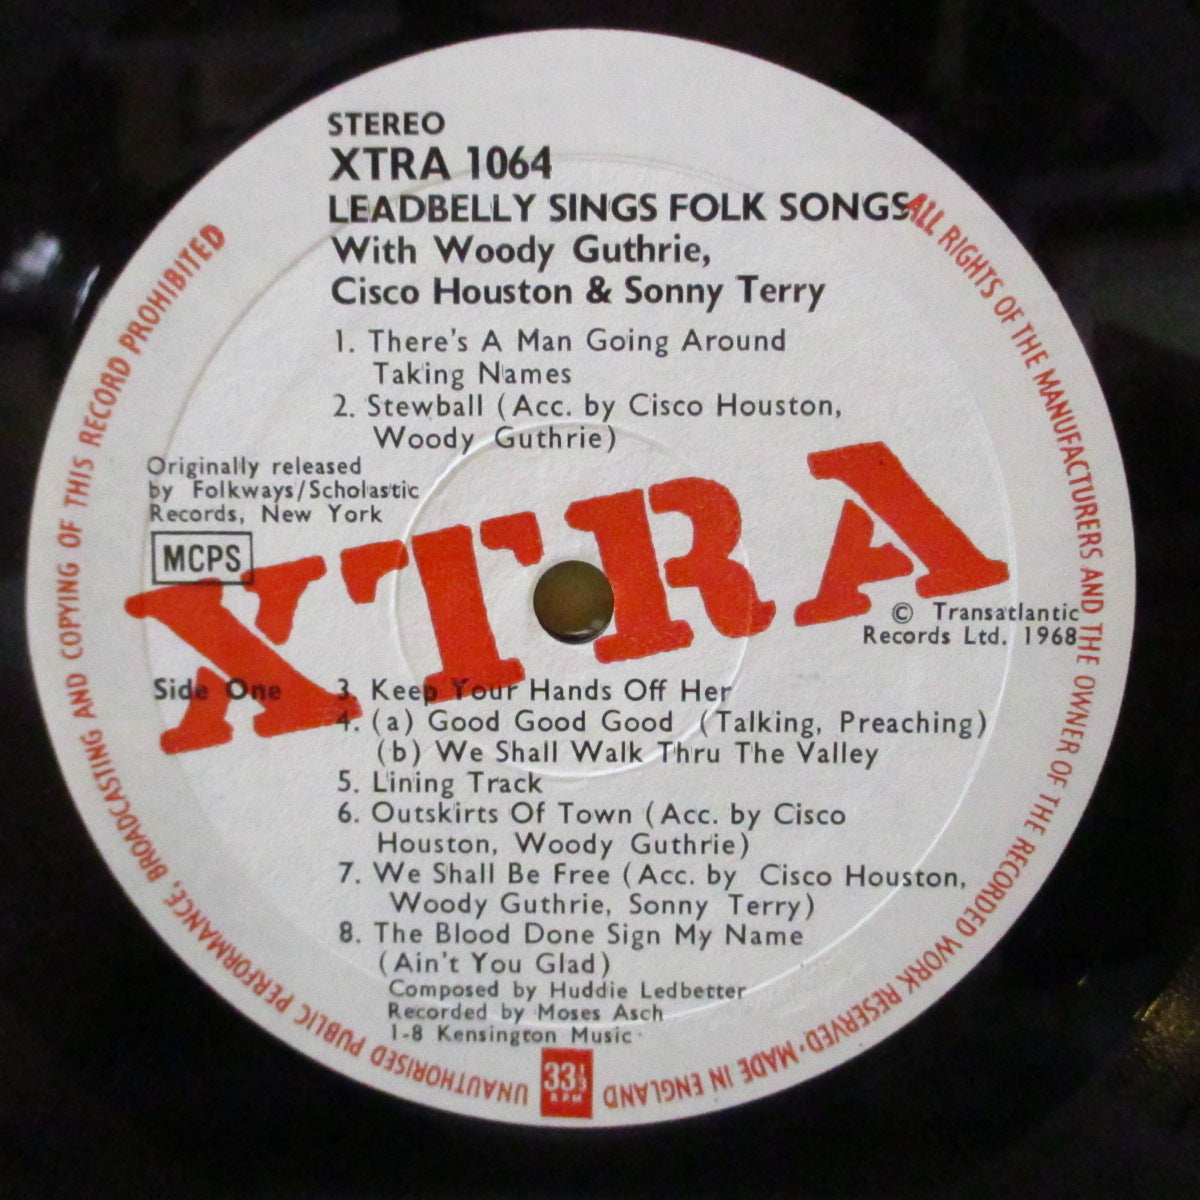 STEREO
XTRA 1064
LEADBELLY SINGS FOLK SONGS
With Woody Guthrie,
Cisco Houston & Sonny Terry
1. There's A Man Going Around
Taking Names
2. Stewball (Acc. by Cisco Houston,
Woody Guthrie)
Originally released
by Folkways/Scholastic
Records, New York
MCPS
XTRA
© Transatlantic
Records Ltd. 1968
Side One
3. Keep Your Hands Off Her
4. (a) Good Good Good (Talking, Preaching)
(b) We Shall Walk Thru The Valley
5. Lining Track
6. Outskirts Of Town (Acc. by Cisco
Houston, Woody Guthrie)
7. We Shall Be Free (Acc. by Cisco Houston,
Woody Guthrie, Sonny Terry)
8. The Blood Done Sign My Name
(Ain't You Glad)
Composed by Huddie Ledbetter
Recorded by Moses Asch
1-8 Kensington Music
33⅓
RPM
ALL RIGHTS OF THE MANUFACTURERS AND THE OWNER OF THE RECORDED WORK RESERVED·MADE IN ENGLAND
UNAUTHORISED PUBLIC PERFORMANCE, BROADCASTING AND COPYING OF THIS RECORD PROHIBITED